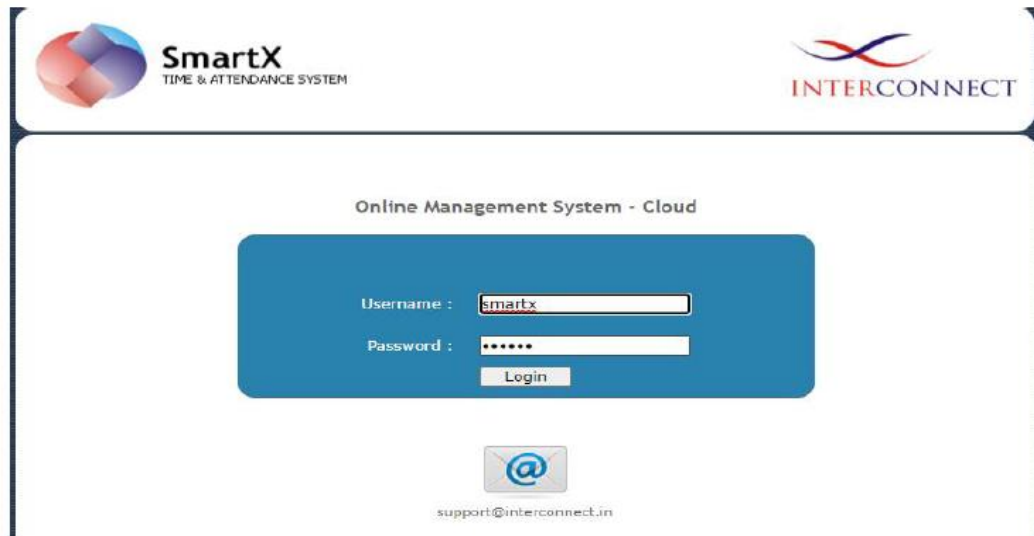 SmartX
TIME & ATTENDANCE SYSTEM
INTERCONNECT
Online Management System - Cloud
Username : smartx
Password : ••••••
Login
@
support@interconnect.in